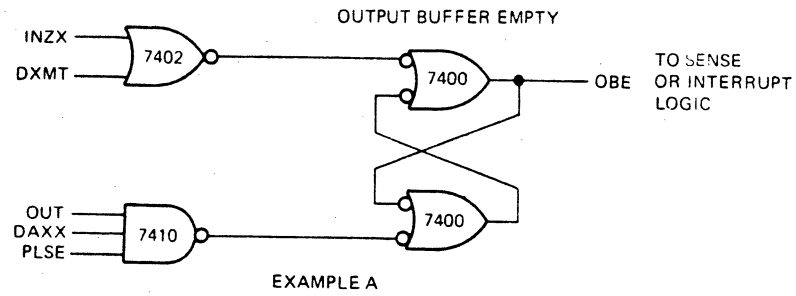 OUTPUT BUFFER EMPTY
INZX
DXMT
7402
7400
OBE
TO SENSE
OR INTERRUPT
LOGIC
OUT
DAXX
PLSE
7410
7400
EXAMPLE A